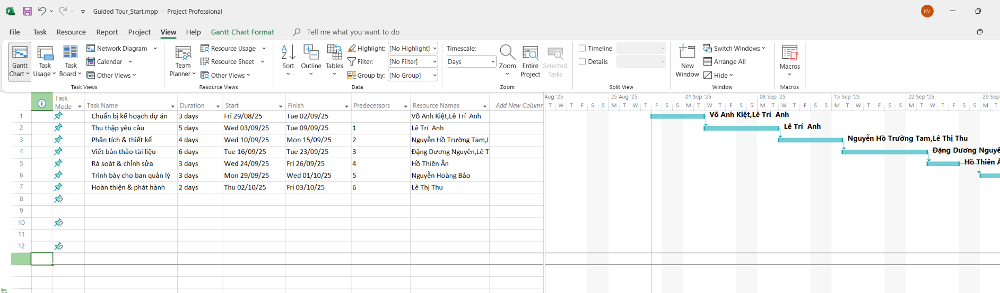 Guided Tour_Start.mpp - Project Professional
KV
File Task Resource Report Project View Help Gantt Chart Format Tell me what you want to do
Gantt Chart
Task Usage
Task Board
Network Diagram
Calendar
Other Views
Task Views
Team Planner
Resource Usage
Resource Sheet
Other Views
Resource Views
Sort
Outline
Tables
Highlight: [No Highlight]
Filter: [No Filter]
Group by: [No Group]
Data
Timescale:
Days
Zoom
Entire Project
Selected Tasks
Zoom
Timeline
Details
Split View
New Window
Switch Windows
Arrange All
Hide
Window
Macros
Macros
Task Mode Task Name Duration Start Finish Predecessors Resource Names Add New Column
1 Chuẩn bị kế hoạch dự án 3 days Fri 29/08/25 Tue 02/09/25 Võ Anh Kiệt,Lê Trí Anh
2 Thu thập yêu cầu 5 days Wed 03/09/25 Tue 09/09/25 1 Lê Trí Anh
3 Phân tích & thiết kế 4 days Wed 10/09/25 Mon 15/09/25 2 Nguyễn Hồ Trường Tam,L
4 Viết bản thảo tài liệu 6 days Tue 16/09/25 Tue 23/09/25 3 Đặng Dương Nguyên,Lê T
5 Rà soát & chỉnh sửa 3 days Wed 24/09/25 Fri 26/09/25 4 Hồ Thiên Ân
6 Trình bày cho ban quản lý 3 days Mon 29/09/25 Wed 01/10/25 5 Nguyễn Hoàng Bảo
7 Hoàn thiện & phát hành 2 days Thu 02/10/25 Fri 03/10/25 6 Lê Thị Thu
8 ?
9
10 ?
11
12 ?
Aug '25 25 Aug '25 01 Sep '25 08 Sep '25 15 Sep '25 22 Sep '25 29 Sep
T W T F S S M T W T F S S M T W T F S S M T W T F S S M T W T F S S M T W T F S S M T
Võ Anh Kiệt,Lê Trí Anh
Lê Trí Anh
Nguyễn Hồ Trường Tam,Lê Thị Thu
Đặng Dương Nguyê
Hồ Thiên